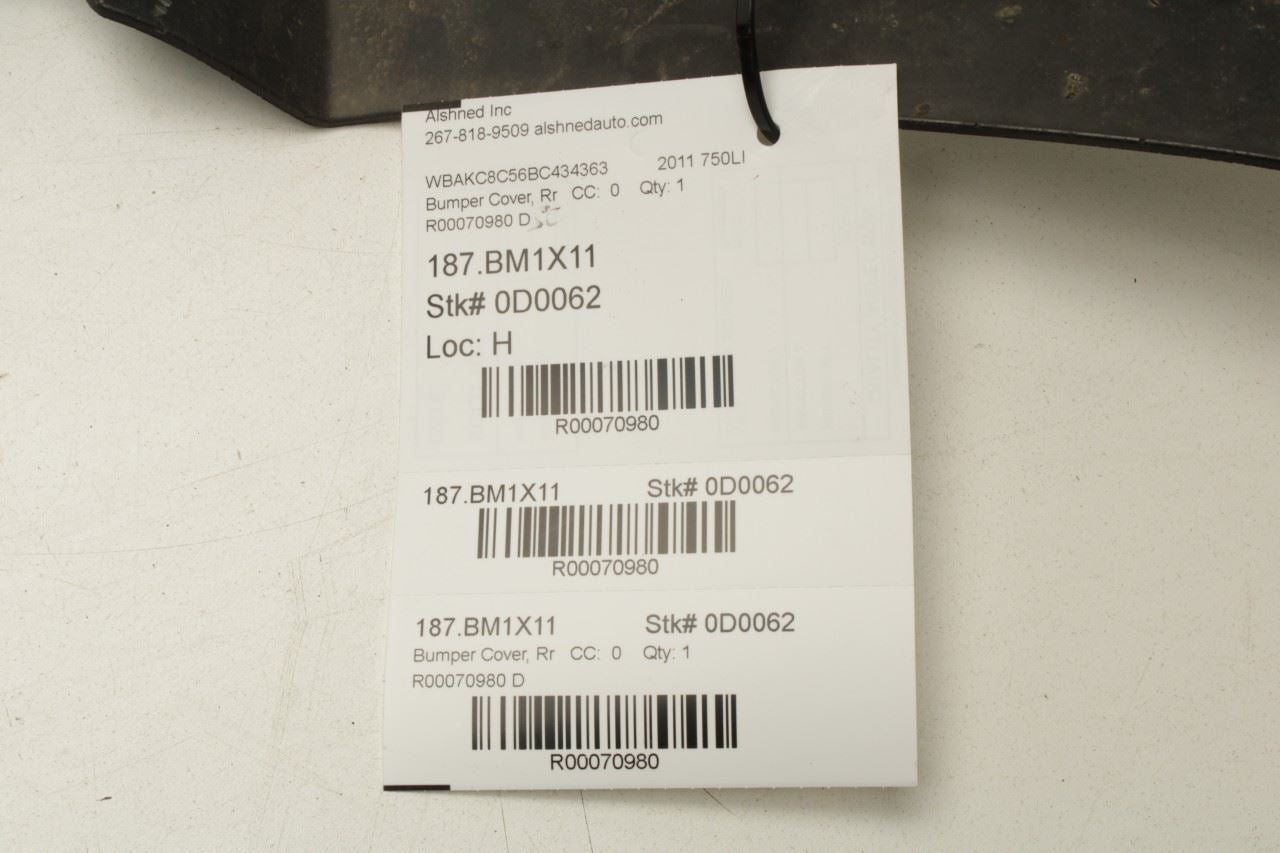 Alshned Inc
267-818-9509 alshnedauto.com
WBAKC8C56BC434363 2011 750LI
Bumper Cover, Rr CC: 0 Qty: 1
R00070980 D
187.BM1X11
Stk# 0D0062
Loc: H
R00070980
187.BM1X11 Stk# 0D0062
R00070980
187.BM1X11 Stk# 0D0062
Bumper Cover, Rr CC: 0 Qty: 1
R00070980 D
R00070980